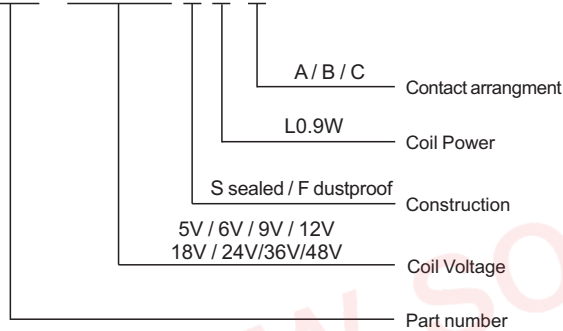 A / B / C
Contact arrangment
L0.9W
Coil Power
S sealed / F dustproof
Construction
5V / 6V / 9V / 12V
18V / 24V/36V/48V
Coil Voltage
Part number